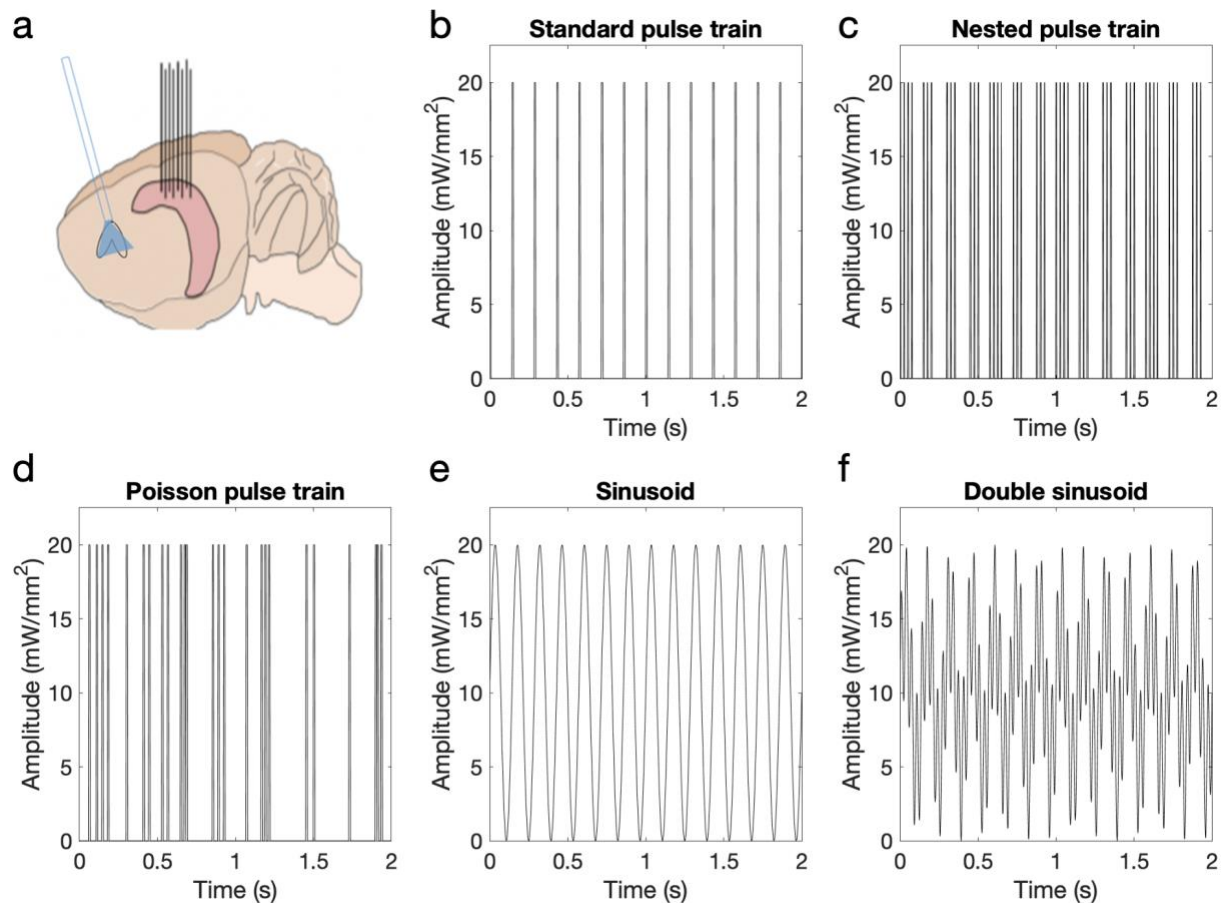 a
b
Standard pulse train
Amplitude (mW/mm²)
20
15
10
5
0
0 0.5 1 1.5 2
Time (s)
c
Nested pulse train
Amplitude (mW/mm²)
20
15
10
5
0
0 0.5 1 1.5 2
Time (s)
d
Poisson pulse train
Amplitude (mW/mm²)
20
15
10
5
0
0 0.5 1 1.5 2
Time (s)
e
Sinusoid
Amplitude (mW/mm²)
20
15
10
5
0
0 0.5 1 1.5 2
Time (s)
f
Double sinusoid
Amplitude (mW/mm²)
20
15
10
5
0
0 0.5 1 1.5 2
Time (s)